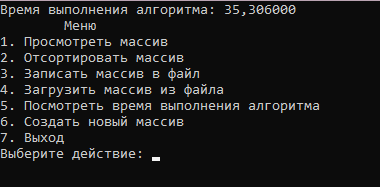 Время выполнения алгоритма: 35,306000
Меню
1. Просмотреть массив
2. Отсортировать массив
3. Записать массив в файл
4. Загрузить массив из файла
5. Посмотреть время выполнения алгоритма
6. Создать новый массив
7. Выход
Выберите действие: